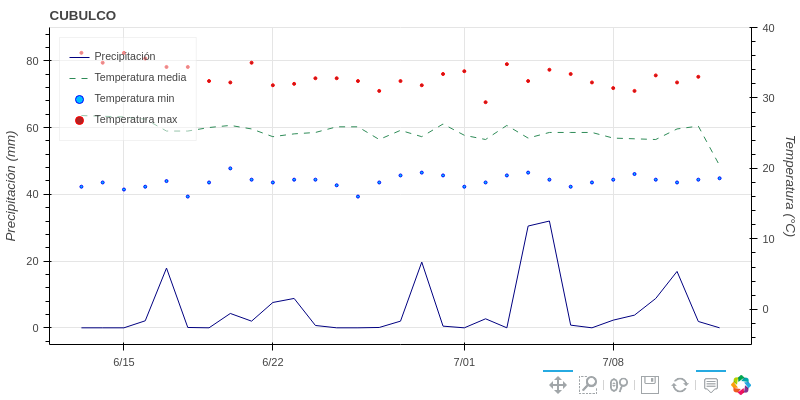 CUBULCO
Precipitación
Temperatura media
Temperatura min
Temperatura max
Precipitación (mm)
80
60
40
20
0
Temperatura (°C)
40
30
20
10
0
6/15
6/22
7/01
7/08